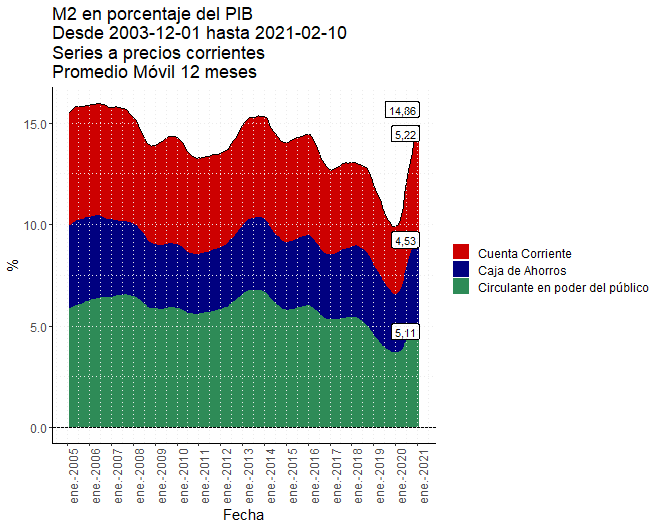 M2 en porcentaje del PIB
Desde 2003-12-01 hasta 2021-02-10
Series a precios corrientes
Promedio Móvil 12 meses
15.0
10.0
5.0
0.0
%
14,86
5,22
4,53
5,11
Cuenta Corriente
Caja de Ahorros
Circulante en poder del público
ene.-2005
ene.-2006
ene.-2007
ene.-2008
ene.-2009
ene.-2010
ene.-2011
ene.-2012
ene.-2013
ene.-2014
ene.-2015
ene.-2016
ene.-2017
ene.-2018
ene.-2019
ene.-2020
ene.-2021
Fecha